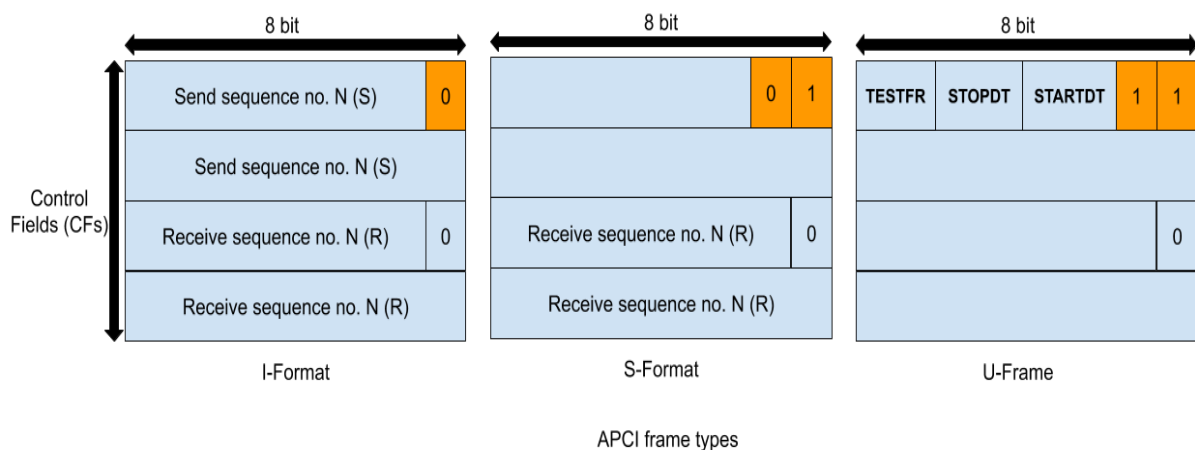 8 bit
8 bit
8 bit
Control
Fields (CFs)
Send sequence no. N (S) 0
Send sequence no. N (S)
Receive sequence no. N (R) 0
Receive sequence no. N (R)
I-Format
0 1
Receive sequence no. N (R) 0
Receive sequence no. N (R)
S-Format
TESTFR STOPDT STARTDT 1 1
0
U-Frame
APCI frame types